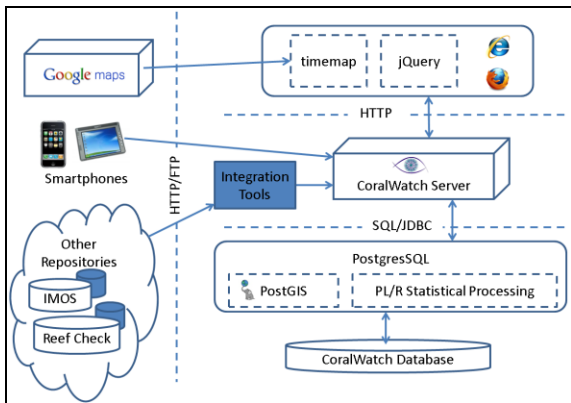 Google maps
timemap
jQuery
HTTP
Smartphones
HTTP/FTP
Integration
Tools
CoralWatch Server
SQL/JDBC
Other
Repositories
IMOS
Reef Check
PostgresSQL
PostGIS
PL/R Statistical Processing
CoralWatch Database